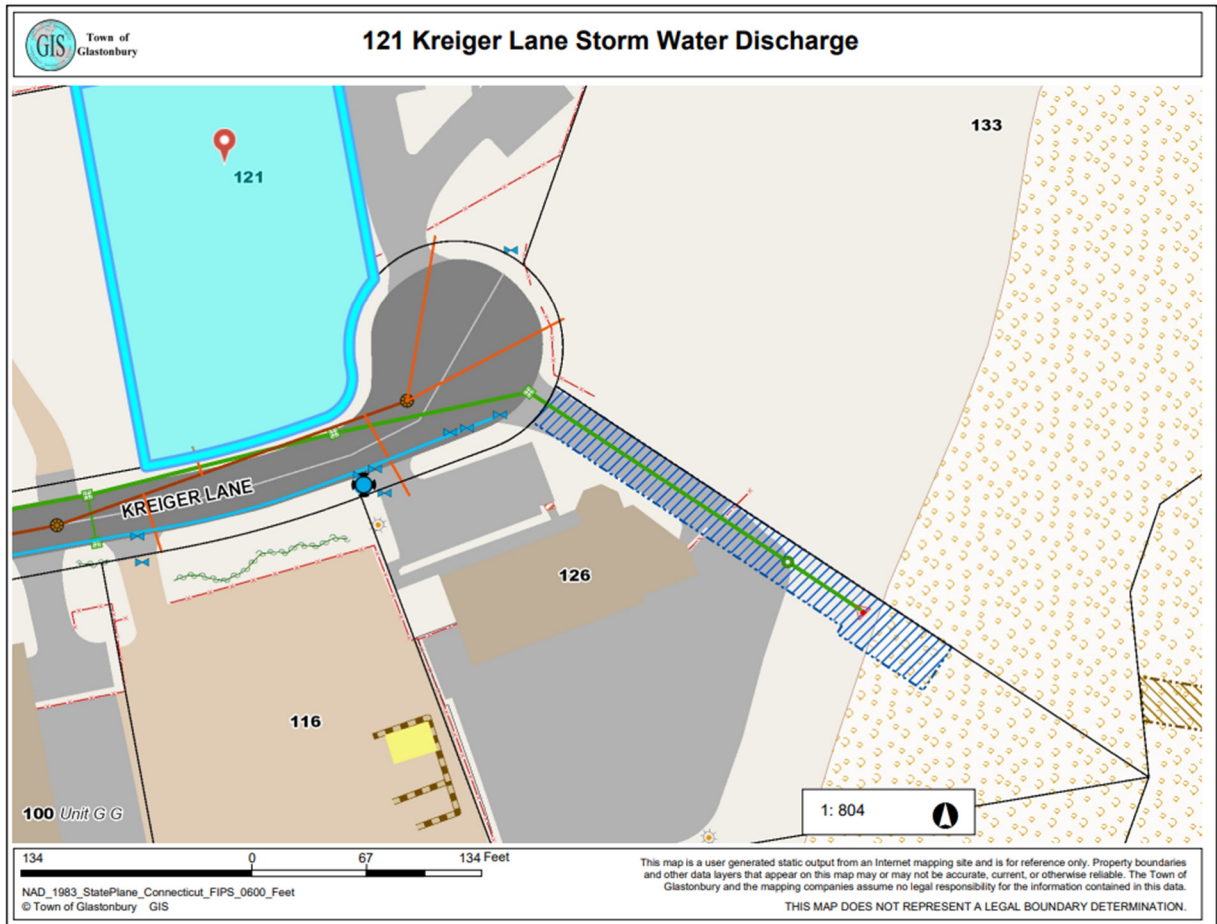 GIS
Town of
Glastonbury
121 Kreiger Lane Storm Water Discharge
133
121
KREIGER LANE
126
116
100 Unit G G
1: 804
134
0
67
134 Feet
NAD_1983_StatePlane_Connecticut_FIPS_0600_Feet
© Town of Glastonbury GIS
This map is a user generated static output from an Internet mapping site and is for reference only. Property boundaries
and other data layers that appear on this map may or may not be accurate, current, or otherwise reliable. The Town of
Glastonbury and the mapping companies assume no legal responsibility for the information contained in this data.
THIS MAP DOES NOT REPRESENT A LEGAL BOUNDARY DETERMINATION.